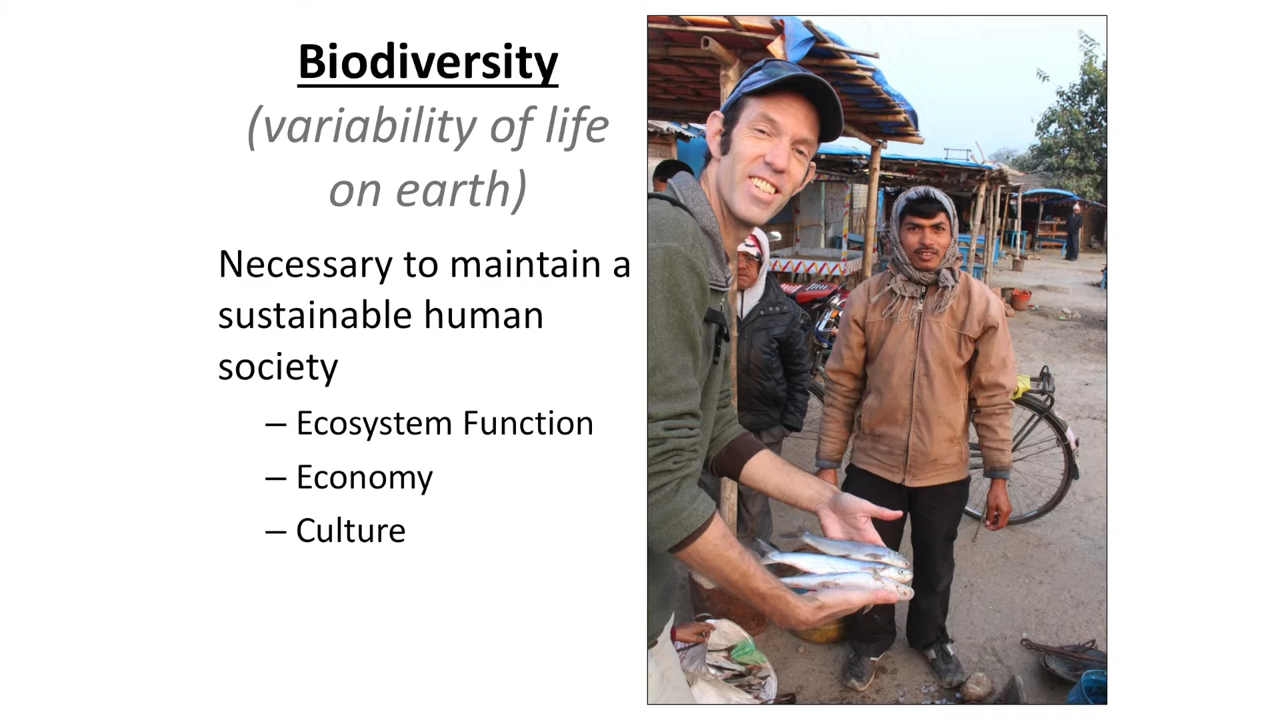 Biodiversity
(variability of life
on earth)
Necessary to maintain a
sustainable human
society
– Ecosystem Function
– Economy
– Culture